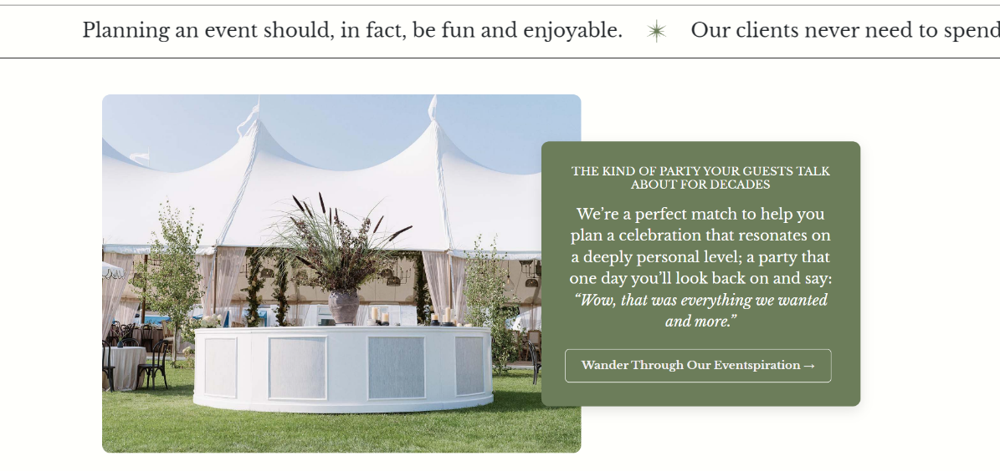 Planning an event should, in fact, be fun and enjoyable. Our clients never need to spend
THE KIND OF PARTY YOUR GUESTS TALK
ABOUT FOR DECADES
We’re a perfect match to help you
plan a celebration that resonates on
a deeply personal level; a party that
one day you’ll look back on and say:
“Wow, that was everything we wanted
and more.”
Wander Through Our Eventspiration →